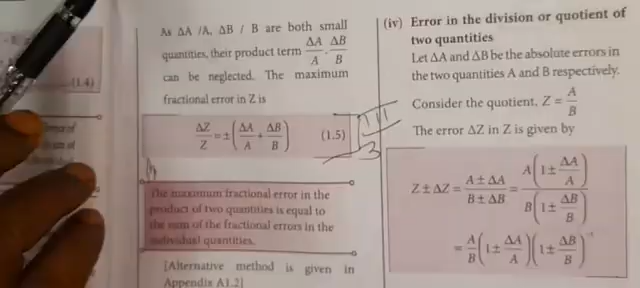 (1.4)
As ΔA /A, ΔB / B are both small
quantities, their product term ΔA/A . ΔB/B
can be neglected. The maximum
fractional error in Z is
ΔZ/Z = ± (ΔA/A + ΔB/B) (1.5)
The maximum fractional error in the
product of two quantities is equal to
the sum of the fractional errors in the
individual quantities.
[Alternative method is given in
Appendix A1.2]
(iv) Error in the division or quotient of
two quantities
Let ΔA and ΔB be the absolute errors in
the two quantities A and B respectively.
Consider the quotient, Z = A/B
The error ΔZ in Z is given by
Z ± ΔZ = (A ± ΔA)/(B ± ΔB) = A(1 ± ΔA/A)/B(1 ± ΔB/B)
= A/B (1 ± ΔA/A)(1 ± ΔB/B)⁻¹